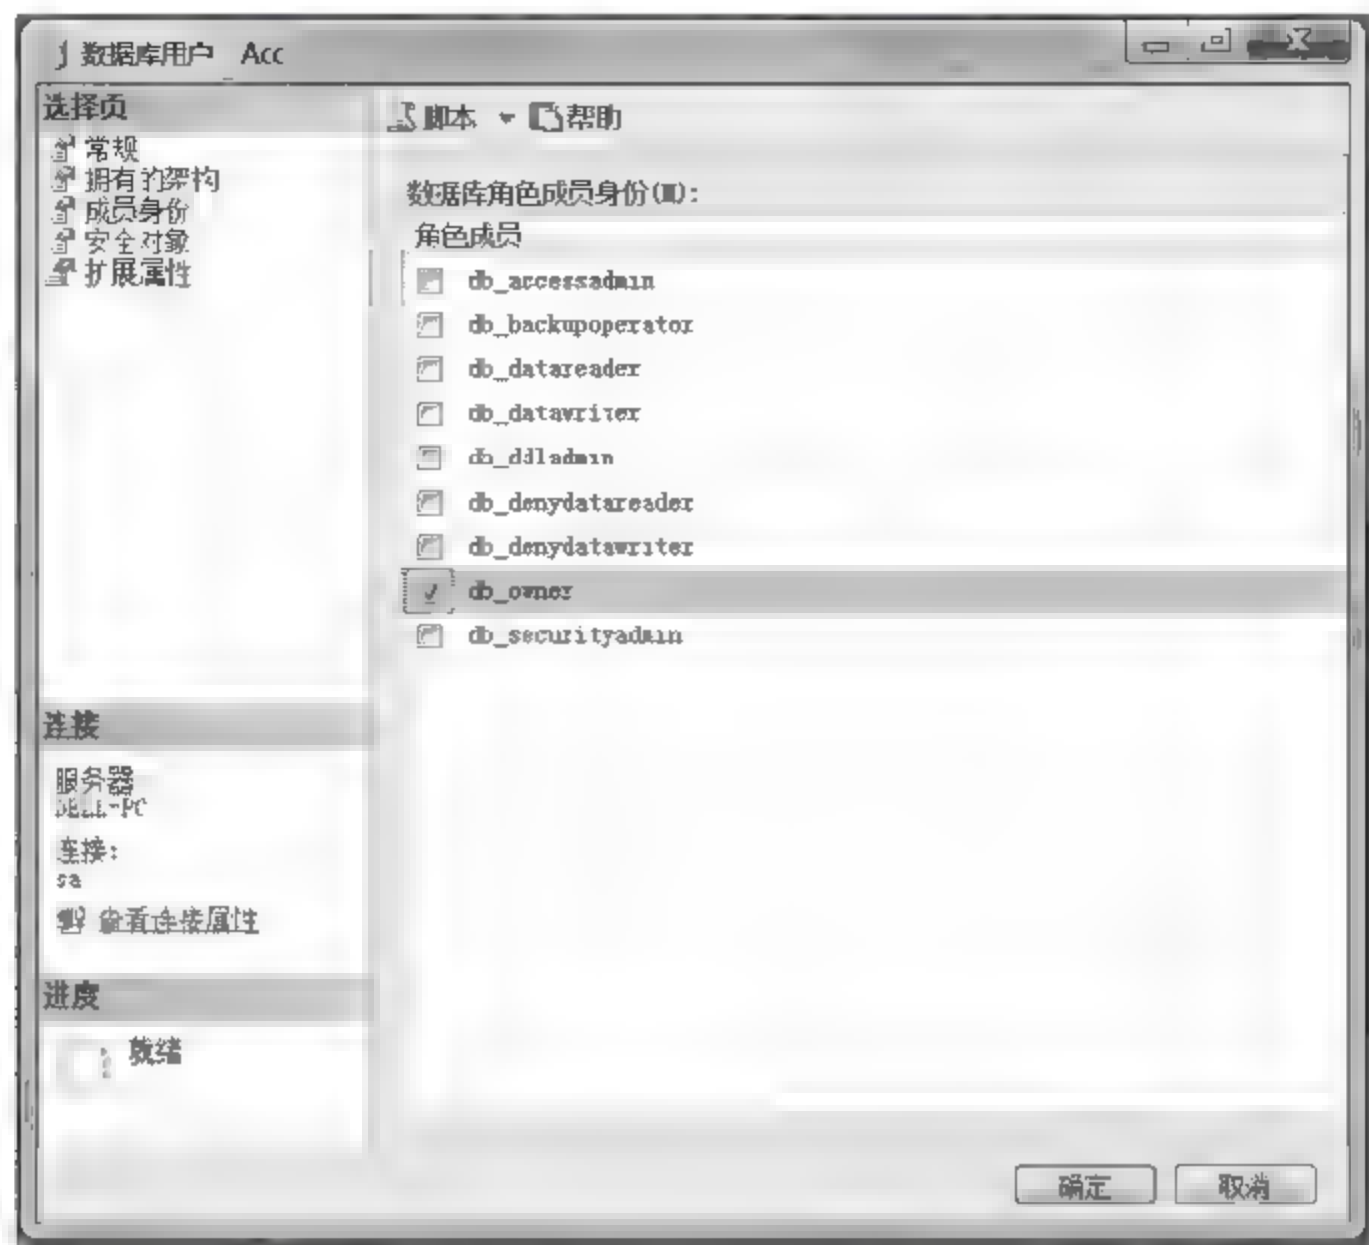 数据库用户 Acc
选择页
常规
拥有的架构
成员身份
安全对象
扩展属性
脚本 帮助
数据库角色成员身份(M):
角色成员
db_accessadmin
db_backupoperator
db_datareader
db_datawriter
db_ddladmin
db_denydatareader
db_denydatawriter
db_owner
db_securityadmin
连接
服务器
DELL-PC
连接:
sa
查看连接属性
进度
就绪
确定 取消